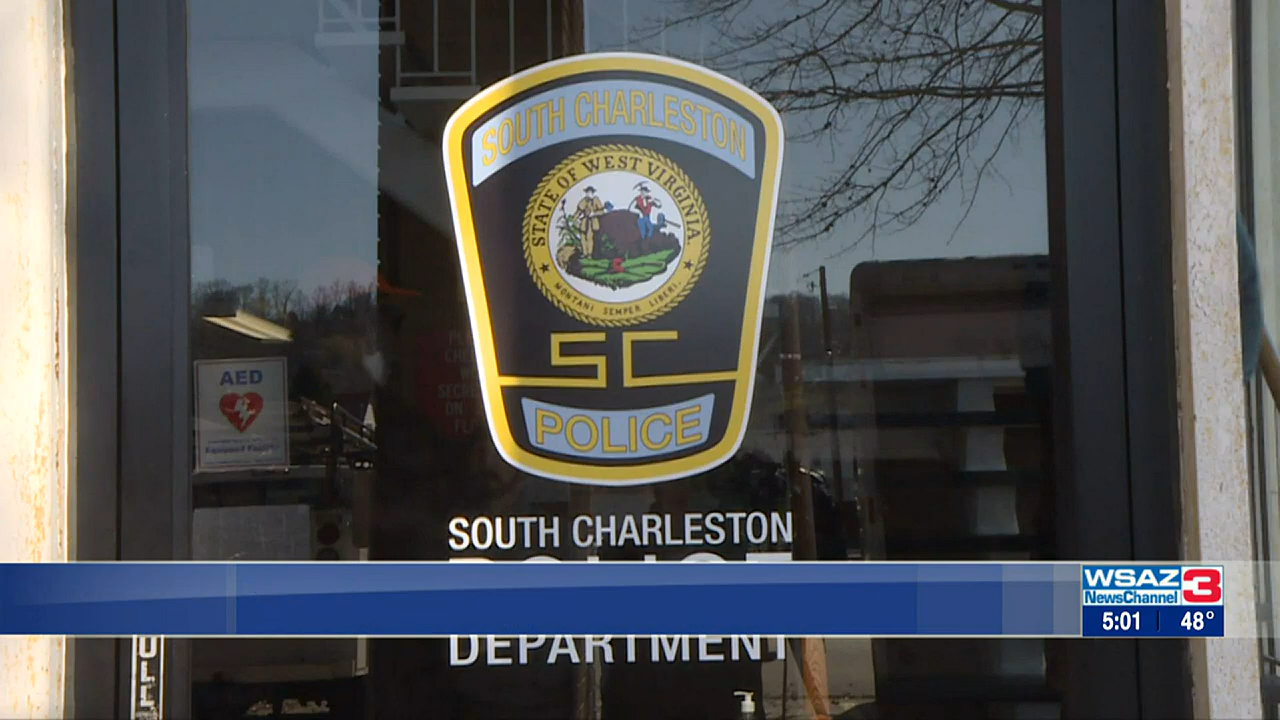 SOUTH CHARLESTON
STATE OF WEST VIRGINIA
MONTANI SEMPER LIBERI
SC
POLICE
AED
SOUTH CHARLESTON
POLICE
DEPARTMENT
WSAZ 3
NewsChannel
5:01 48°